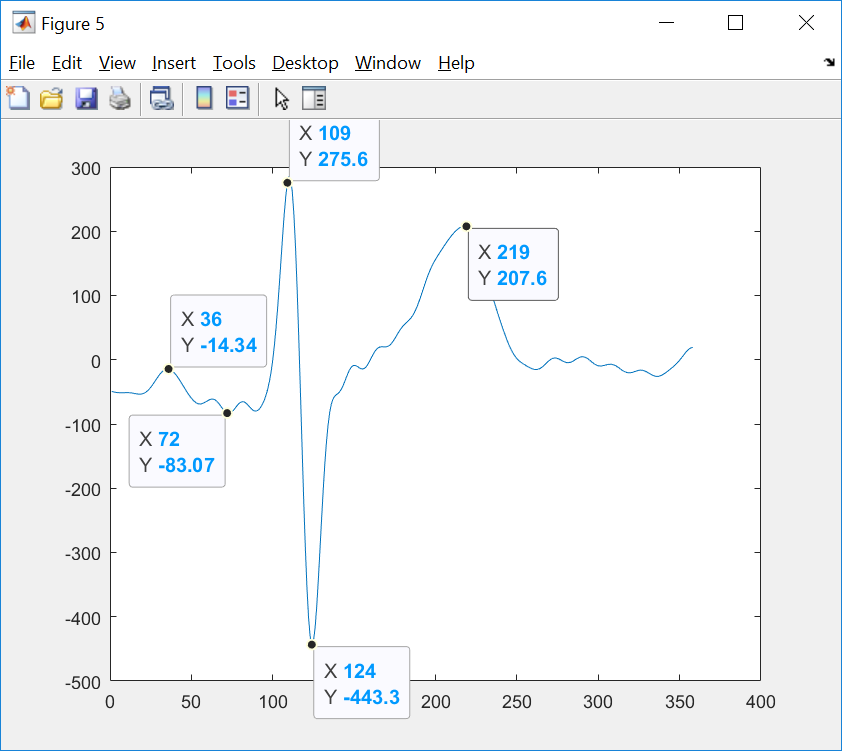 Figure 5
File Edit View Insert Tools Desktop Window Help
X 109
Y 275.6
X 219
Y 207.6
X 36
Y -14.34
X 72
Y -83.07
X 124
Y -443.3
300
200
100
0
-100
-200
-300
-400
-500
0 50 100 200 250 300 350 400